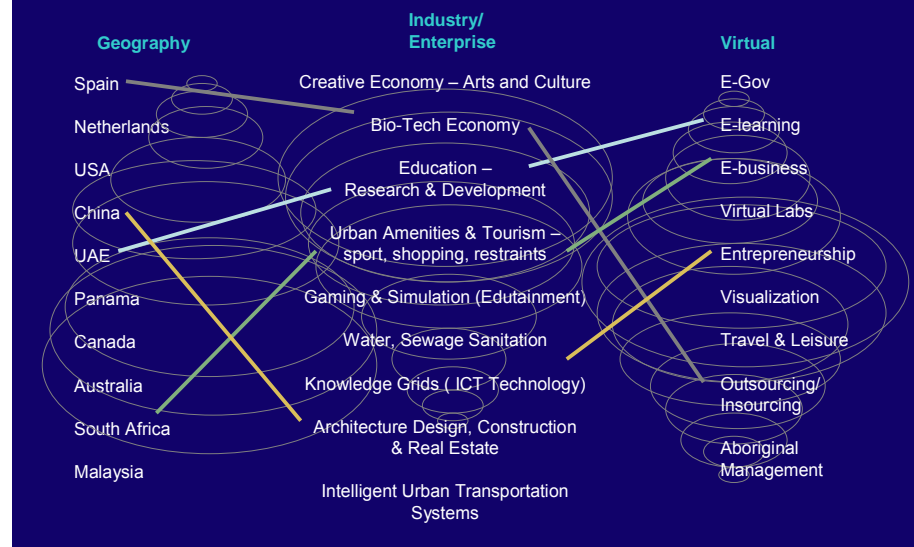 Geography
Spain
Netherlands
USA
China
UAE
Panama
Canada
Australia
South Africa
Malaysia
Industry/
Enterprise
Creative Economy – Arts and Culture
Bio-Tech Economy
Education –
Research & Development
Urban Amenities & Tourism –
sport, shopping, restraints
Gaming & Simulation (Edutainment)
Water, Sewage Sanitation
Knowledge Grids ( ICT Technology)
Architecture Design, Construction
& Real Estate
Intelligent Urban Transportation
Systems
Virtual
E-Gov
E-learning
E-business
Virtual Labs
Entrepreneurship
Visualization
Travel & Leisure
Outsourcing/
Insourcing
Aboriginal
Management